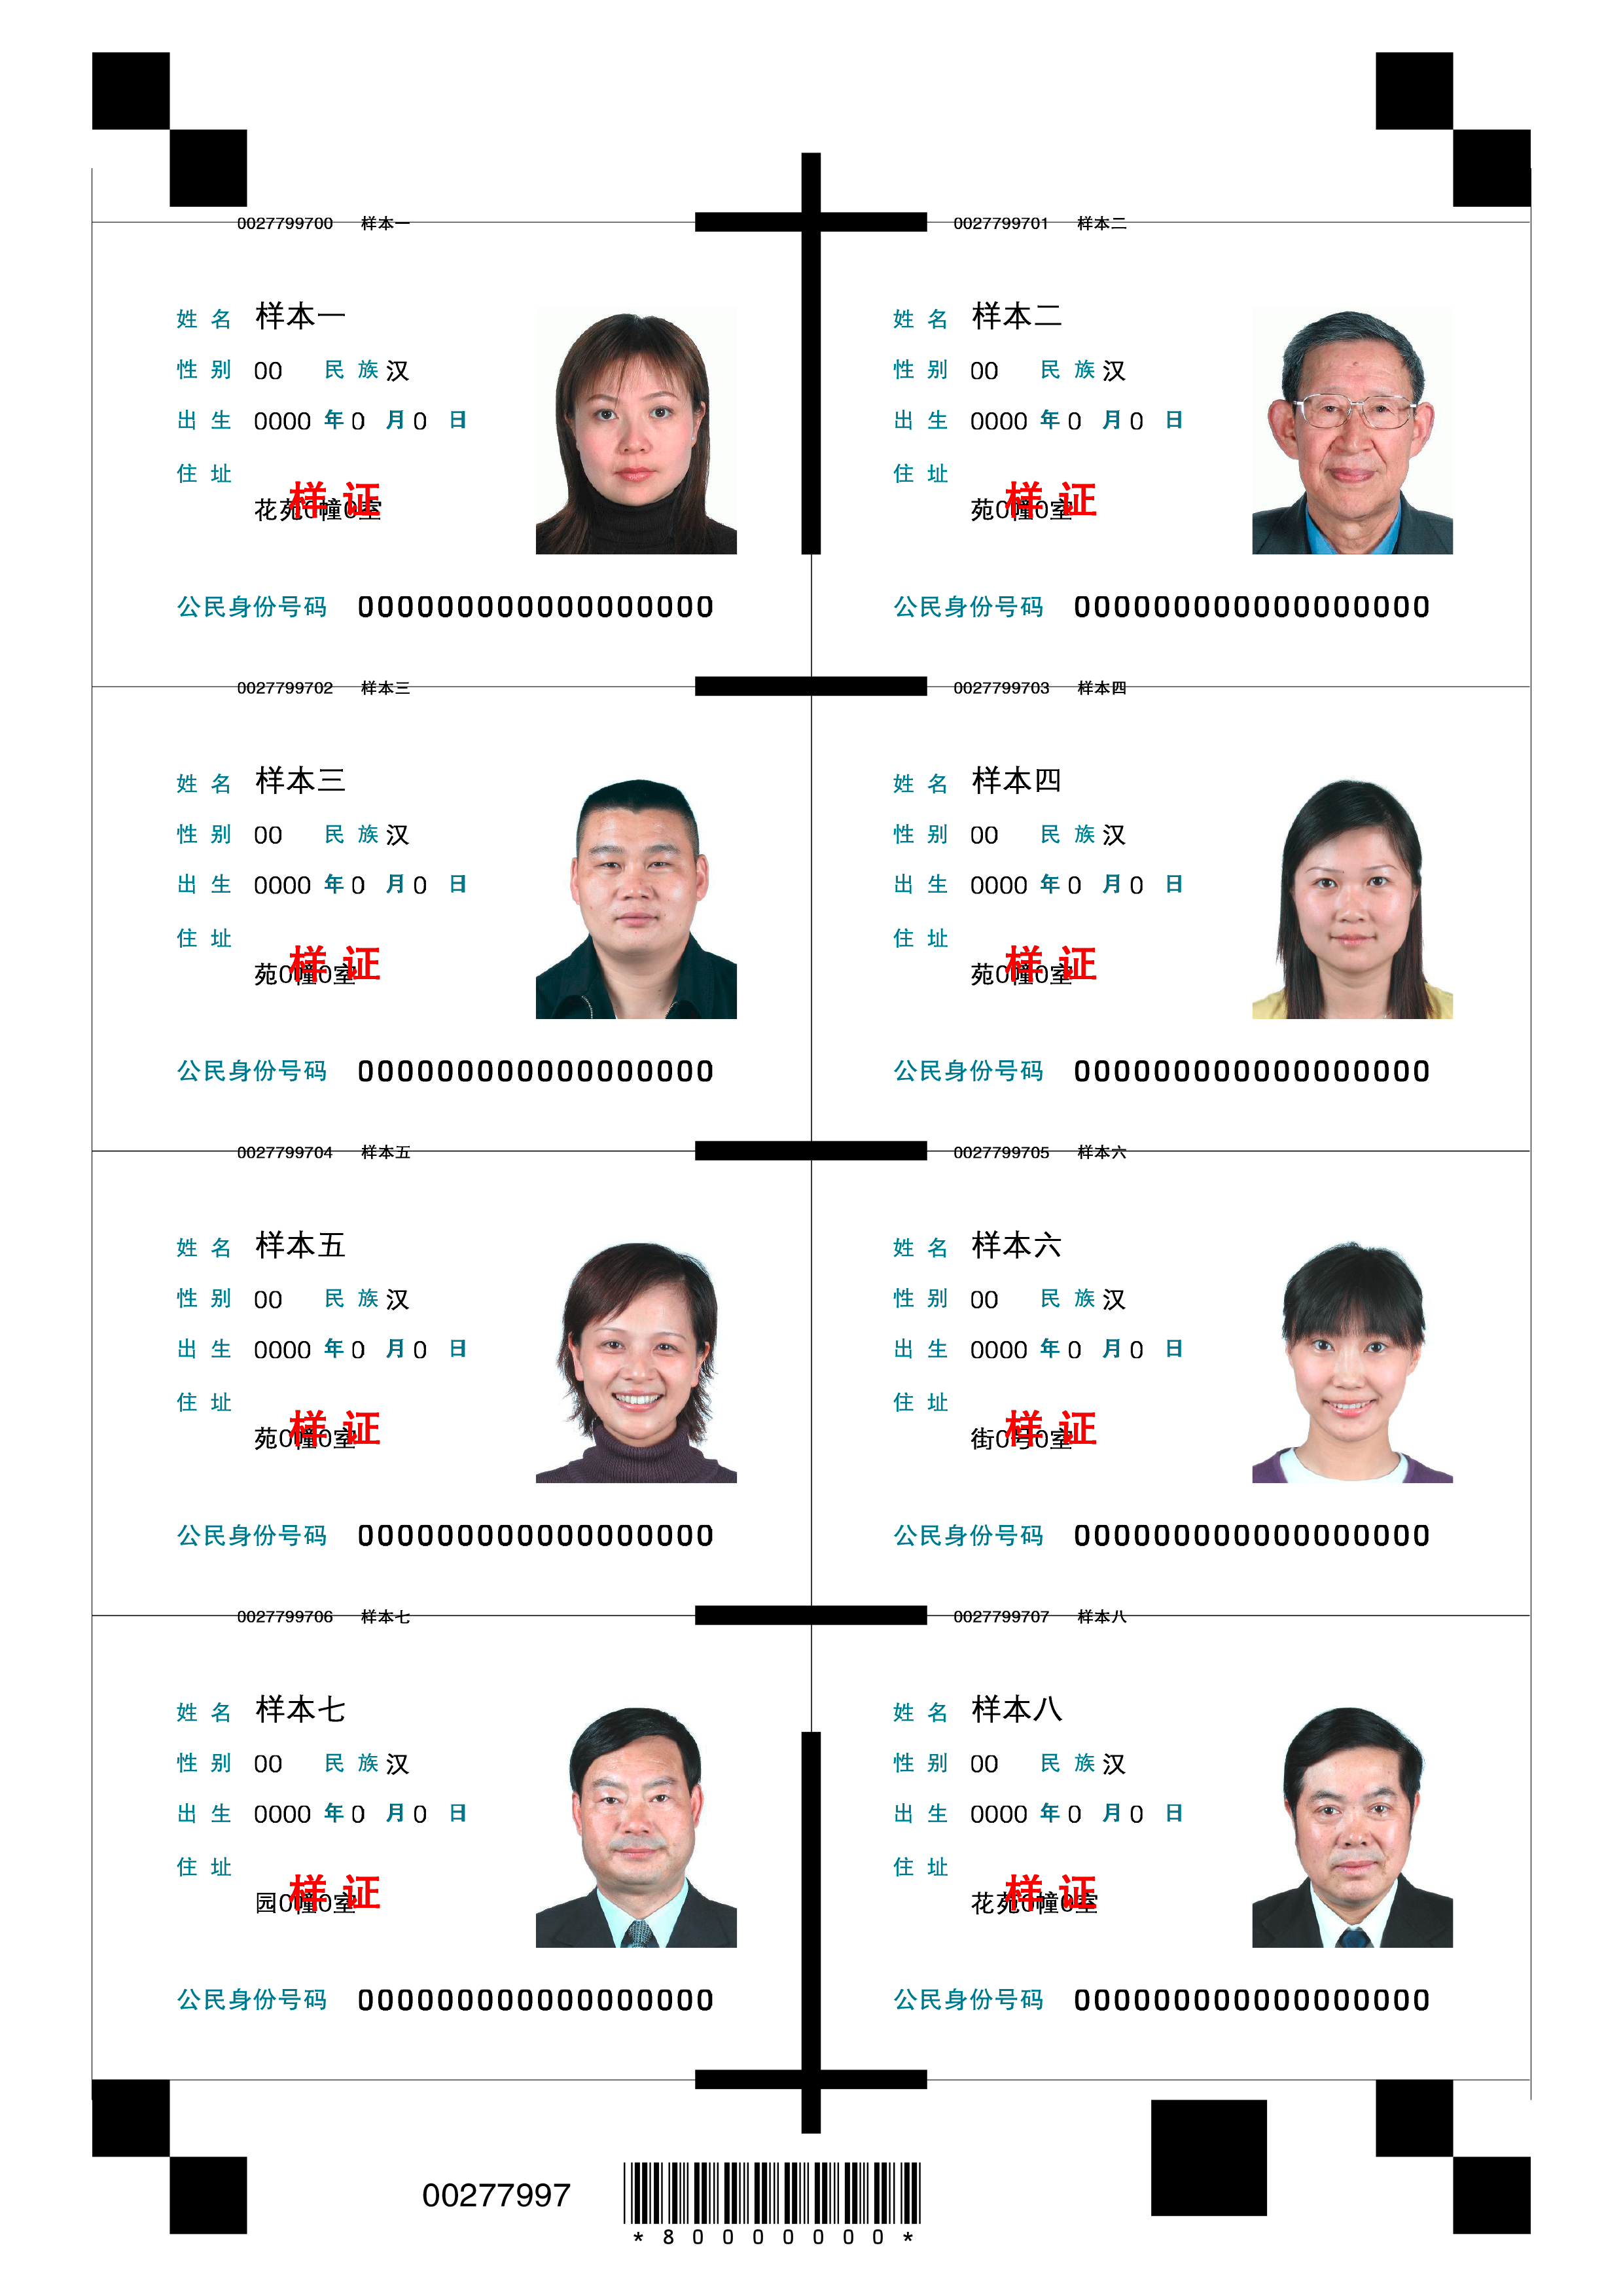 0027799700 样本一
姓 名 样本一
性 别 00 民 族 汉
出 生 0000 年 0 月 0 日
住 址
样 证
花苑0幢0室
公民身份号码 000000000000000000
0027799701 样本二
姓 名 样本二
性 别 00 民 族 汉
出 生 0000 年 0 月 0 日
住 址
样 证
苑0幢0室
公民身份号码 000000000000000000
0027799702 样本三
姓 名 样本三
性 别 00 民 族 汉
出 生 0000 年 0 月 0 日
住 址
样 证
苑0幢0室
公民身份号码 000000000000000000
0027799703 样本四
姓 名 样本四
性 别 00 民 族 汉
出 生 0000 年 0 月 0 日
住 址
样 证
苑0幢0室
公民身份号码 000000000000000000
0027799704 样本五
姓 名 样本五
性 别 00 民 族 汉
出 生 0000 年 0 月 0 日
住 址
样 证
苑0幢0室
公民身份号码 000000000000000000
0027799705 样本六
姓 名 样本六
性 别 00 民 族 汉
出 生 0000 年 0 月 0 日
住 址
样 证
街0号0室
公民身份号码 000000000000000000
0027799706 样本七
姓 名 样本七
性 别 00 民 族 汉
出 生 0000 年 0 月 0 日
住 址
样 证
园0幢0室
公民身份号码 000000000000000000
0027799707 样本八
姓 名 样本八
性 别 00 民 族 汉
出 生 0000 年 0 月 0 日
住 址
样 证
花苑0幢0室
公民身份号码 000000000000000000
00277997
*80000000*